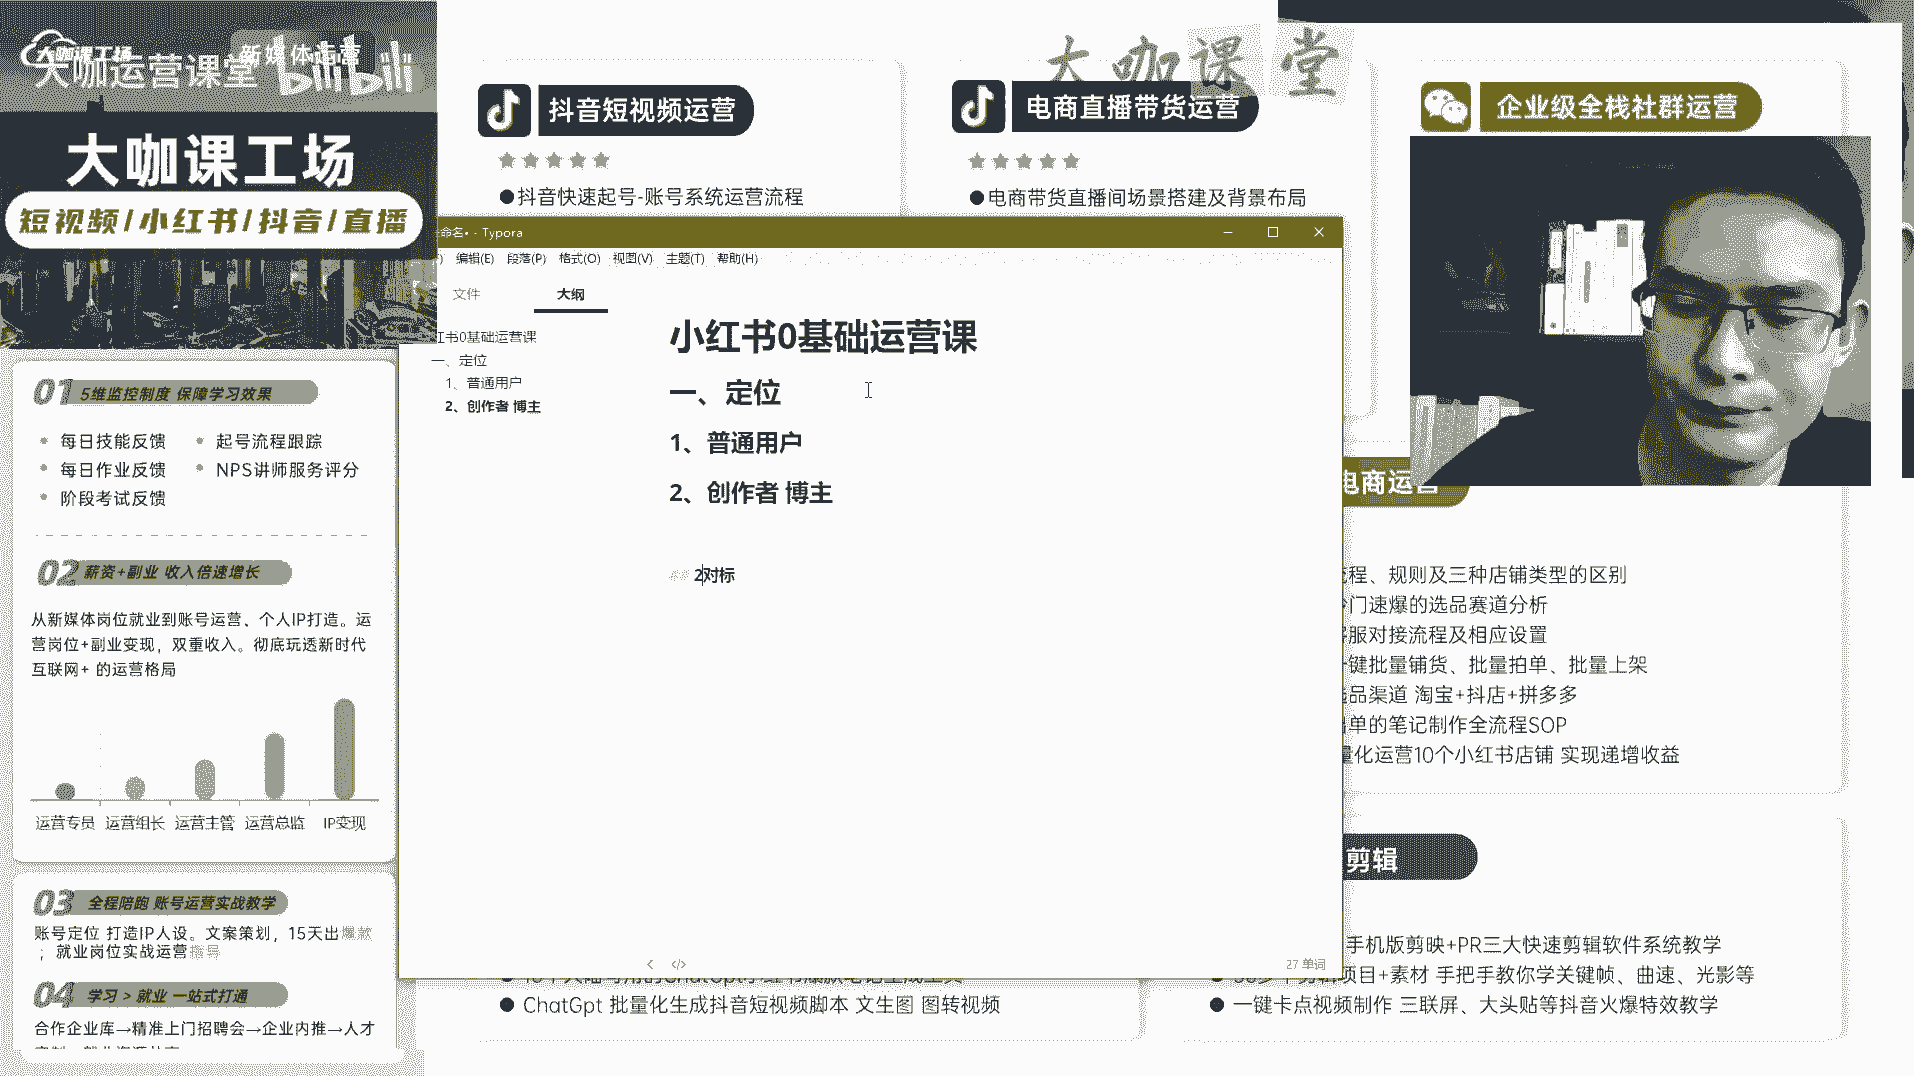 大咖课工场
大咖运营课堂
新媒体运营
bilibili
大咖课工场
短视频/小红书/抖音/直播
大咖课堂
抖音短视频运营
●抖音快速起号-账号系统运营流程
电商直播带货运营
●电商带货直播间场景搭建及背景布局
企业级全栈社群运营
01 5维监控制度 保障学习效果
每日技能反馈
起号流程跟踪
每日作业反馈
NPS讲师服务评分
阶段考试反馈
02 薪资+副业 收入倍速增长
从新媒体岗位就业到账号运营、个人IP打造。运
营岗位+副业变现，双重收入。彻底玩透新时代
互联网+ 的运营格局
运营专员 运营组长 运营主管 运营总监 IP变现
03 全程陪跑 账号运营实战教学
账号定位 打造IP人设。文案策划，15天出爆款
；就业岗位实战运营指导
04 学习 > 就业 一站式打通
合作企业库→精准上门招聘会→企业内推→人才
命名• - Typora
编辑(E) 段落(P) 格式(O) 视图(V) 主题(T) 帮助(H)
文件 大纲
书0基础运营课
一、定位
1、普通用户
2、创作者 博主
小红书0基础运营课
一、定位
1、普通用户
2、创作者 博主
## 2对标
</>
27 单词
电商运营
程、规则及三种店铺类型的区别
门速爆的选品赛道分析
服对接流程及相应设置
键批量铺货、批量拍单、批量上架
品渠道 淘宝+抖店+拼多多
单的笔记制作全流程SOP
量化运营10个小红书店铺 实现递增收益
剪辑
手机版剪映+PR三大快速剪辑软件系统教学
项目+素材 手把手教你学关键帧、曲速、光影等
● 一键卡点视频制作 三联屏、大头贴等抖音火爆特效教学
● ChatGpt 批量化生成抖音短视频脚本 文生图 图转视频